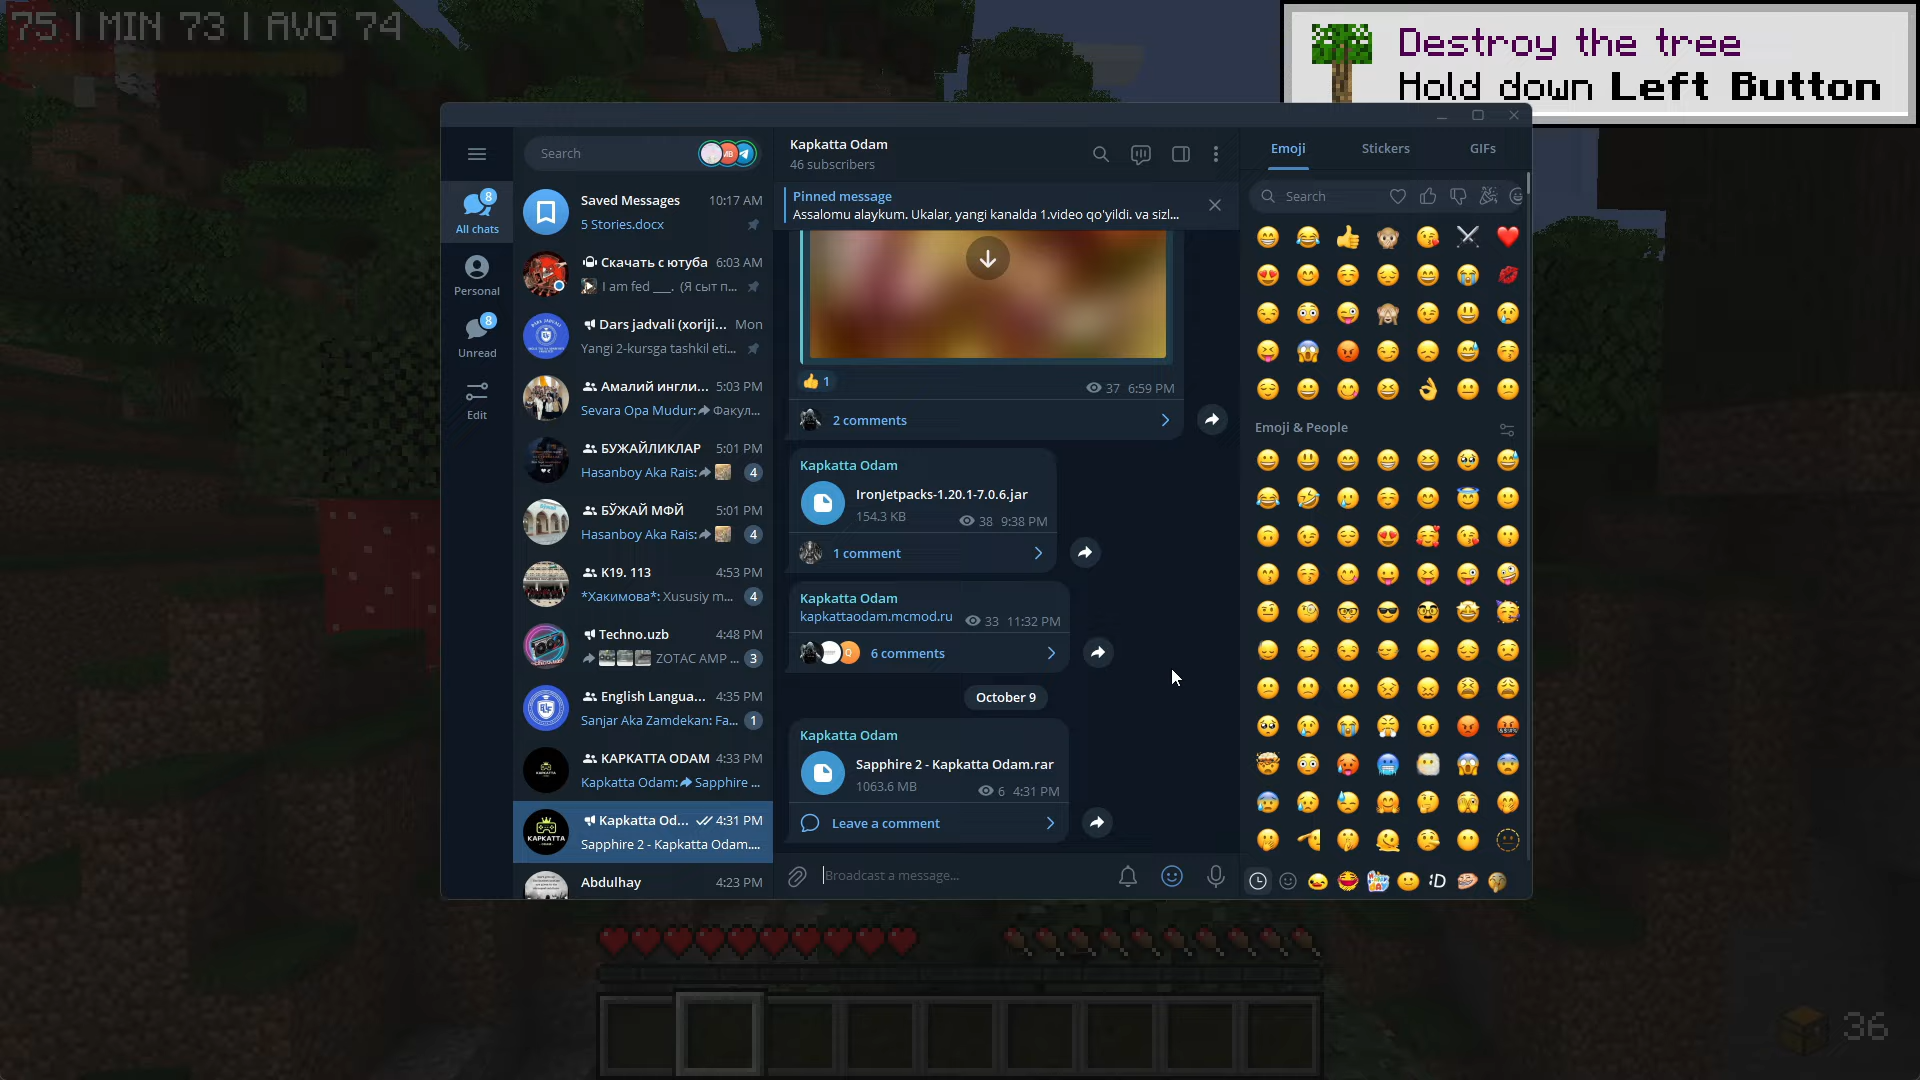 75 | MIN 73 | AVG 74
Destroy the tree
Hold down Left Button
Search
All chats
8
Personal
Unread
8
Edit
Saved Messages 10:17 AM
5 Stories.docx
Скачать с ютуба 6:03 AM
I am fed ___. (Я сыт п...
Dars jadvali (xoriji... Mon
Yangi 2-kursga tashkil eti...
Амалий ингли... 5:03 PM
Sevara Opa Mudur: Факул...
БУЖАЙЛИКЛАР 5:01 PM
Hasanboy Aka Rais: 4
БЎЖАЙ МФЙ 5:01 PM
Hasanboy Aka Rais: 4
K19. 113 4:53 PM
*Хакимова*: Xususiy m... 4
Techno.uzb 4:48 PM
ZOTAC AMP ... 3
English Langua... 4:35 PM
Sanjar Aka Zamdekan: Fa... 1
KAPKATTA ODAM 4:33 PM
Kapkatta Odam: Sapphire ...
Kapkatta Od... 4:31 PM
Sapphire 2 - Kapkatta Odam....
KAPKATTA
Abdulhay 4:23 PM
Kapkatta Odam
46 subscribers
Pinned message
Assalomu alaykum. Ukalar, yangi kanalda 1.video qo'yildi. va sizl...
1
37 6:59 PM
2 comments
Kapkatta Odam
IronJetpacks-1.20.1-7.0.6.jar
154.3 KB 38 9:38 PM
1 comment
Kapkatta Odam
kapkattaodam.mcmod.ru 33 11:32 PM
Q 6 comments
October 9
Kapkatta Odam
Sapphire 2 - Kapkatta Odam.rar
1063.6 MB 6 4:31 PM
Leave a comment
Broadcast a message...
Emoji Stickers GIFs
Search
Emoji & People
:D
36